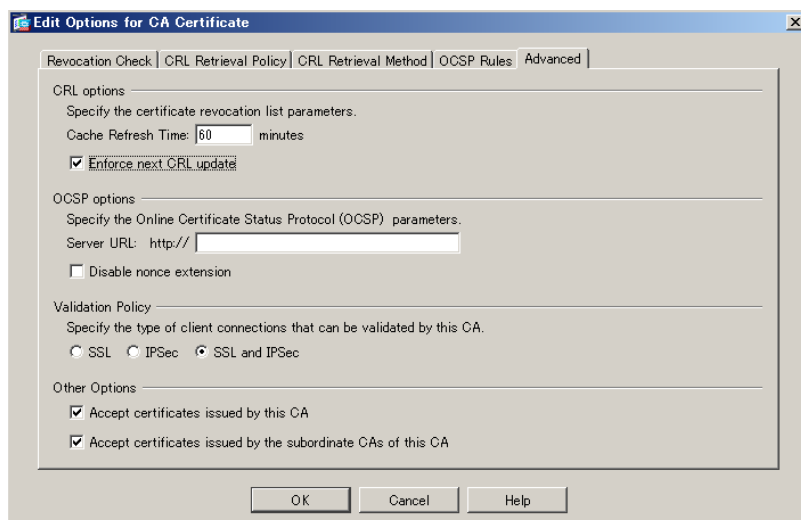 Edit Options for CA Certificate
Revocation Check CRL Retrieval Policy CRL Retrieval Method OCSP Rules Advanced
CRL options
Specify the certificate revocation list parameters.
Cache Refresh Time: 60 minutes
Enforce next CRL update
OCSP options
Specify the Online Certificate Status Protocol (OCSP) parameters.
Server URL: http://
Disable nonce extension
Validation Policy
Specify the type of client connections that can be validated by this CA.
SSL IPSec SSL and IPSec
Other Options
Accept certificates issued by this CA
Accept certificates issued by the subordinate CAs of this CA
OK Cancel Help